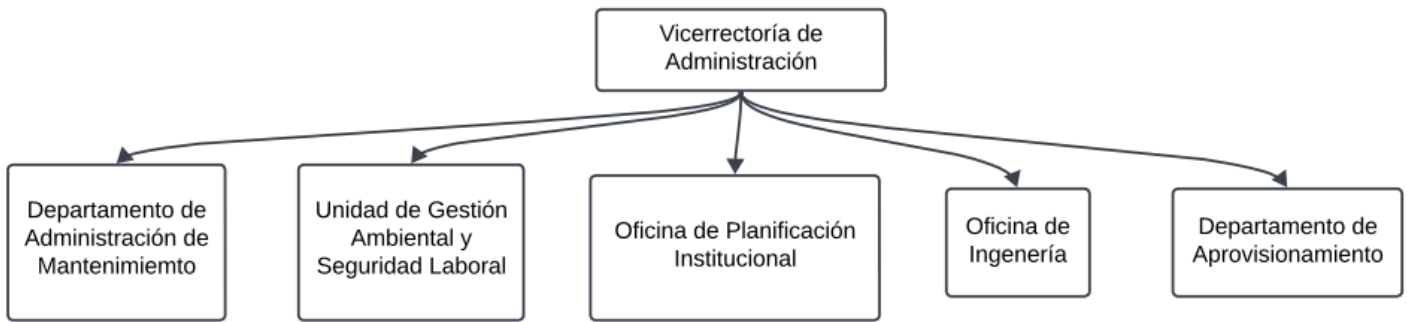 Vicerrectoría de
Administración
Departamento de
Administración de
Mantenimiemto
Unidad de Gestión
Ambiental y
Seguridad Laboral
Oficina de Planificación
Institucional
Oficina de
Ingenería
Departamento de
Aprovisionamiento